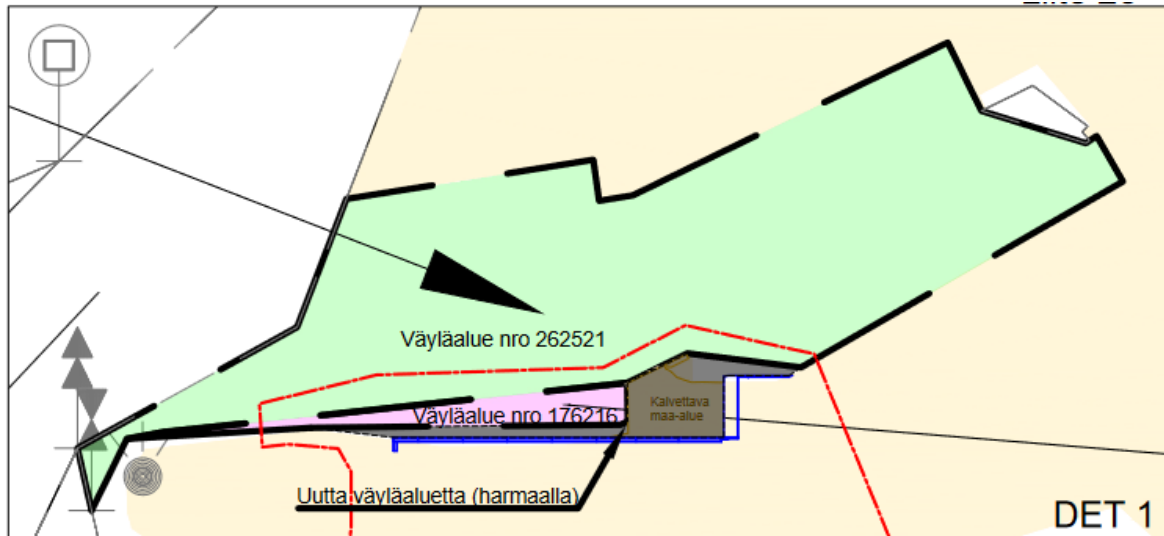 Väyläalue nro 262521
Kaivettava
maa-alue
Väyläalue nro 176216
Uutta väyläaluetta (harmaalla)
DET 1